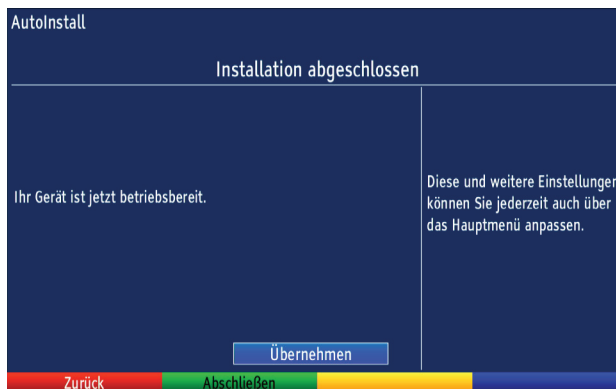 AutoInstall
Installation abgeschlossen
Ihr Gerät ist jetzt betriebsbereit.
Diese und weitere Einstellungen
können Sie jederzeit auch über
das Hauptmenü anpassen.
Übernehmen
Zurück
Abschließen